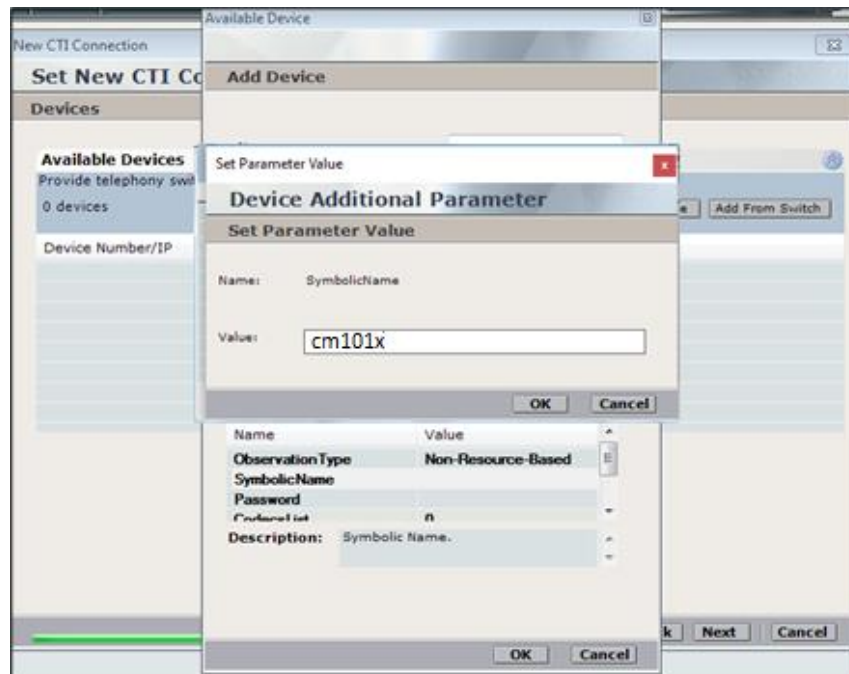 Available Device
New CTI Connection
Set New CTI Co
Add Device
Devices
Available Devices
Provide telephony swit
0 devices
Add From Switch
Device Number/IP
Set Parameter Value
Device Additional Parameter
Set Parameter Value
Name: SymbolicName
Value: cm101x
OK Cancel
Name Value
ObservationType Non-Resource-Based
SymbolicName
Password
CodecsList 0
Description: Symbolic Name.
k Next Cancel
OK Cancel